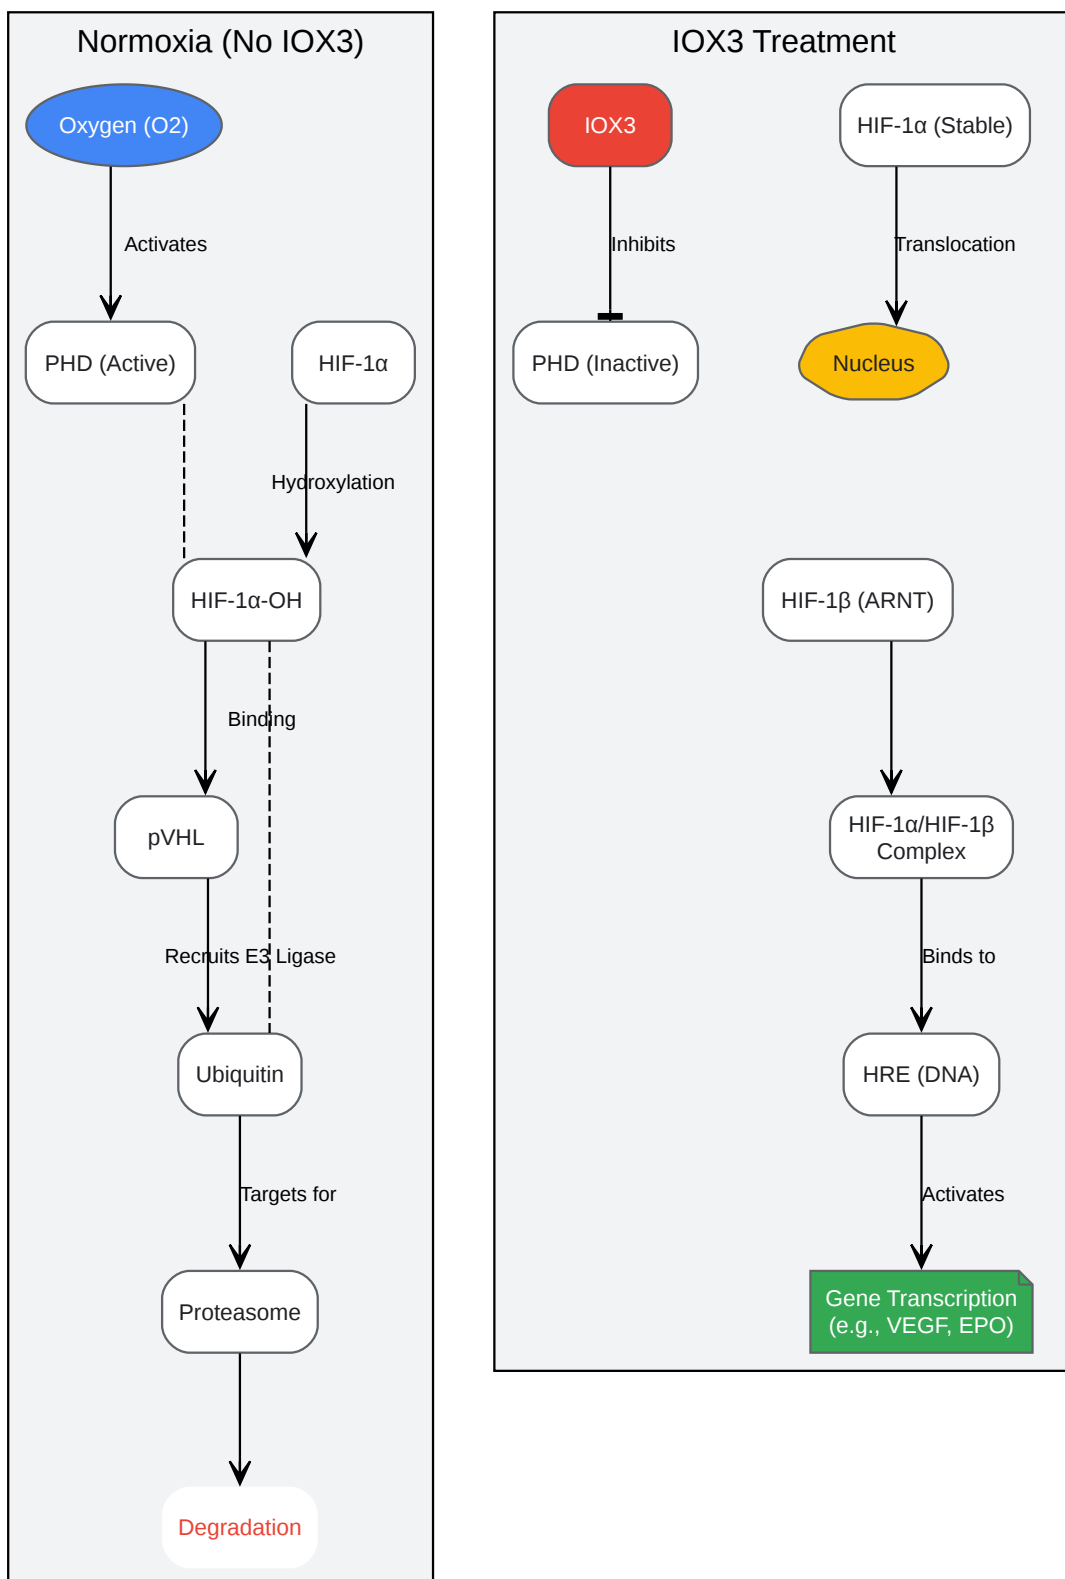 Normoxia (No IOX3)
Oxygen (O2)
Activates
PHD (Active)
HIF-1α
Hydroxylation
HIF-1α-OH
Binding
pVHL
Recruits E3 Ligase
Ubiquitin
Targets for
Proteasome
Degradation
IOX3 Treatment
IOX3
HIF-1α (Stable)
Inhibits
Translocation
PHD (Inactive)
Nucleus
HIF-1β (ARNT)
HIF-1α/HIF-1β
Complex
Binds to
HRE (DNA)
Activates
Gene Transcription
(e.g., VEGF, EPO)